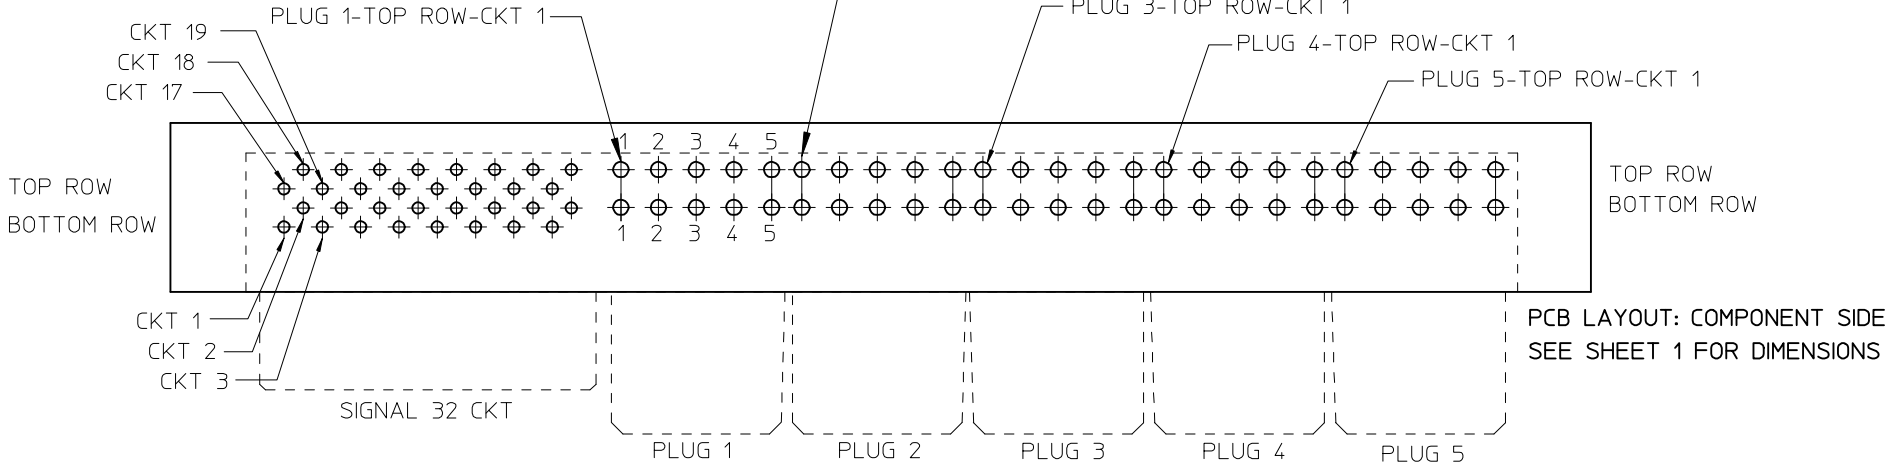 PLUG 1-TOP ROW-CKT 1
PLUG 3-TOP ROW-CKT 1
CKT 19
PLUG 4-TOP ROW-CKT 1
CKT 18
PLUG 5-TOP ROW-CKT 1
CKT 17
1 2 3 4 5
TOP ROW
BOTTOM ROW
TOP ROW
BOTTOM ROW
1 2 3 4 5
CKT 1
CKT 2
CKT 3
PCB LAYOUT: COMPONENT SIDE
SEE SHEET 1 FOR DIMENSIONS
SIGNAL 32 CKT
PLUG 1
PLUG 2
PLUG 3
PLUG 4
PLUG 5